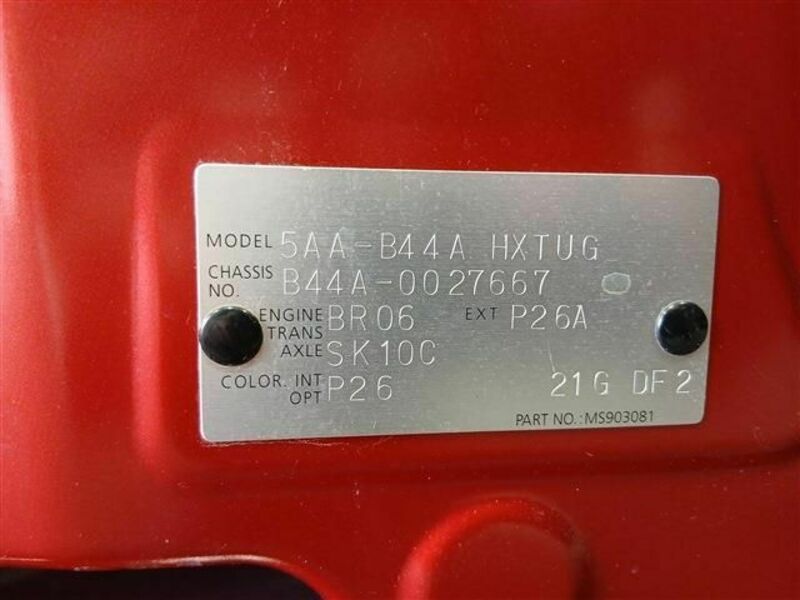 MODEL 5AA-B44A HXTUG
CHASSIS NO. B44A-0027667
ENGINE BR06 EXT P26A
TRANS AXLE SK10C
COLOR. INT OPT P26 21G DF2
PART NO.:MS903081